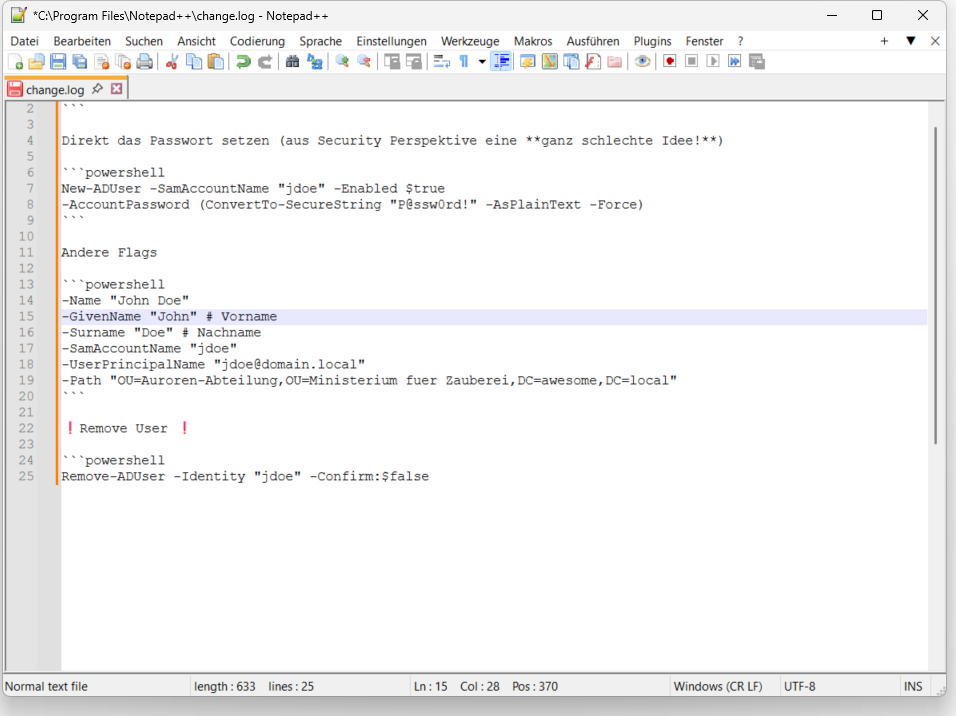 *C:\Program Files\Notepad++\change.log - Notepad++
Datei Bearbeiten Suchen Ansicht Codierung Sprache Einstellungen Werkzeuge Makros Ausführen Plugins Fenster ? + ▼ ×
change.log
2 ```
3
4 Direkt das Passwort setzen (aus Security Perspektive eine **ganz schlechte Idee!**)
5
6 ```powershell
7 New-ADUser -SamAccountName "jdoe" -Enabled $true
8 -AccountPassword (ConvertTo-SecureString "P@ssw0rd!" -AsPlainText -Force)
9 ```
10
11 Andere Flags
12
13 ```powershell
14 -Name "John Doe"
15 -GivenName "John" # Vorname
16 -Surname "Doe" # Nachname
17 -SamAccountName "jdoe"
18 -UserPrincipalName "jdoe@domain.local"
19 -Path "OU=Auroren-Abteilung,OU=Ministerium fuer Zauberei,DC=awesome,DC=local"
20 ```
21
22 ❗Remove User ❗
23
24 ```powershell
25 Remove-ADUser -Identity "jdoe" -Confirm:$false
Normal text file length : 633 lines : 25 Ln : 15 Col : 28 Pos : 370 Windows (CR LF) UTF-8 INS